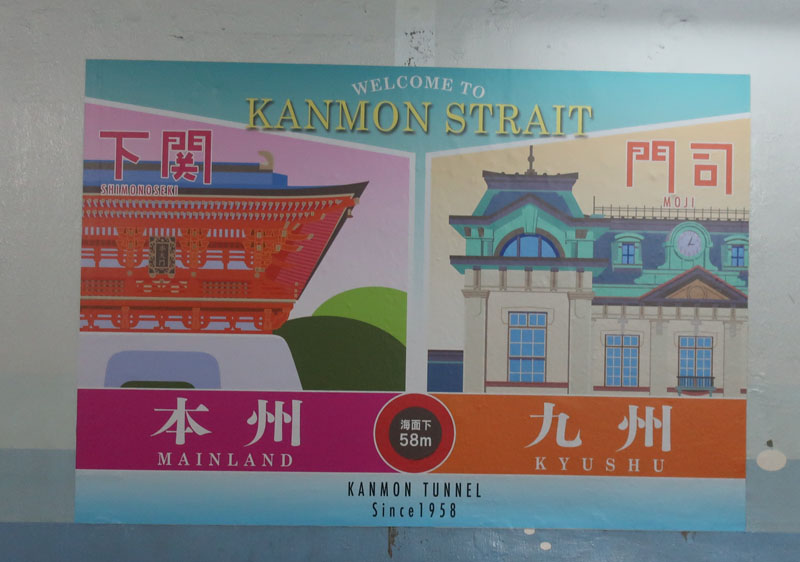 WELCOME TO
KANMON STRAIT
下関
SHIMONOSEKI
門司
MOJI
本州
MAINLAND
海面下
58m
九州
KYUSHU
KANMON TUNNEL
Since1958